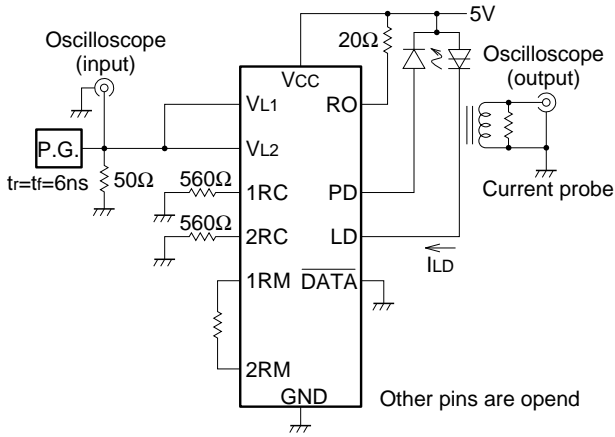 5V
Oscilloscope
(input)
20Ω
Oscilloscope
(output)
VCC
VL1
RO
P.G.
VL2
tr=tf=6ns
50Ω
560Ω
1RC
PD
Current probe
560Ω
2RC
LD
ILD
1RM
DATA
2RM
GND
Other pins are opend